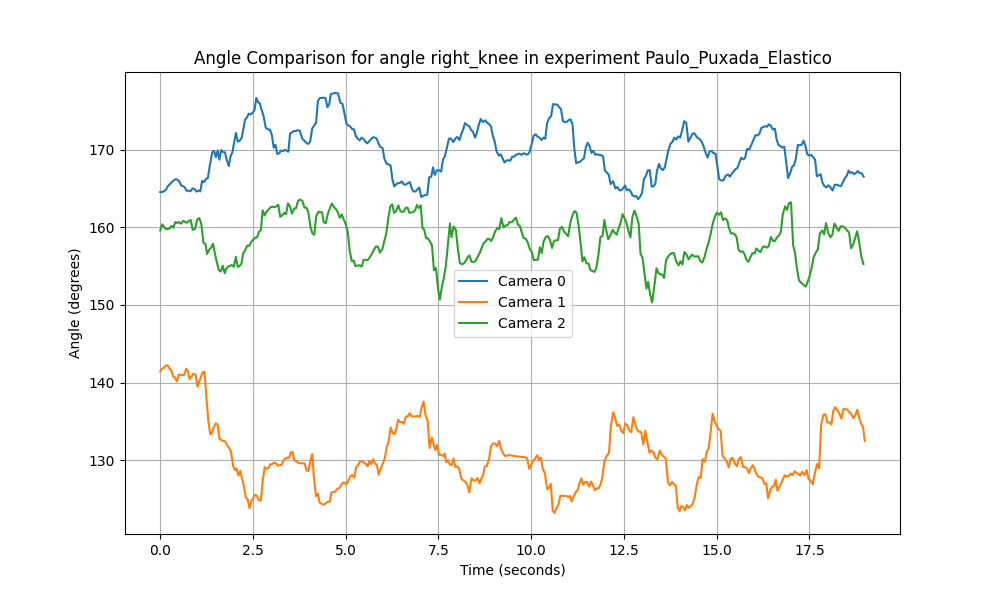 Angle Comparison for angle right_knee in experiment Paulo_Puxada_Elastico
Angle (degrees)
170
160
150
140
130
Camera 0
Camera 1
Camera 2
0.0 2.5 5.0 7.5 10.0 12.5 15.0 17.5
Time (seconds)